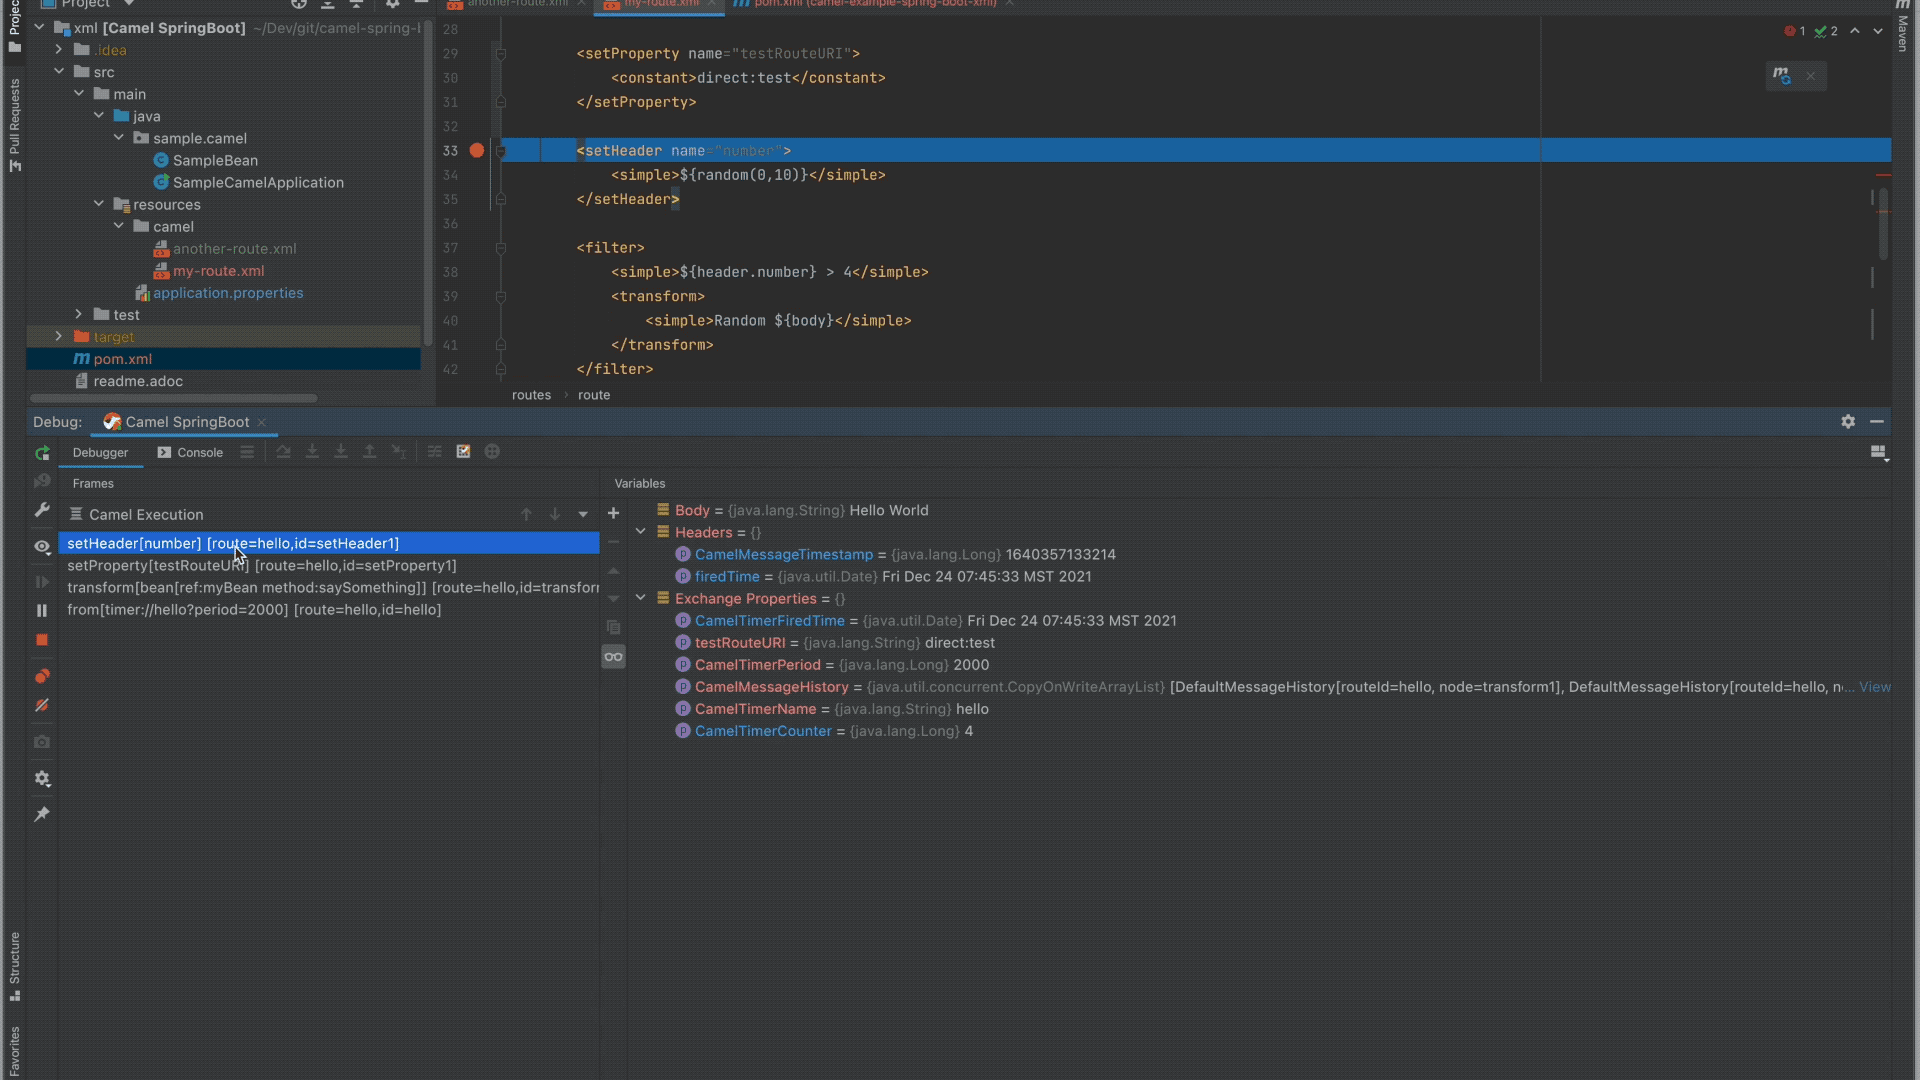 Project
another-route.xml
my-route.xml
pom.xml (camel-example-spring-boot-xml)
Project
Pull Requests
Structure
Favorites
Maven
xml [Camel SpringBoot] ~/Dev/git/camel-spring-
.idea
src
main
java
sample.camel
SampleBean
SampleCamelApplication
resources
camel
another-route.xml
my-route.xml
application.properties
test
target
pom.xml
readme.adoc
28
29 <setProperty name="testRouteURI">
30 <constant>direct:test</constant>
31 </setProperty>
32
33 <setHeader name="number">
34 <simple>${random(0,10)}</simple>
35 </setHeader>
36
37 <filter>
38 <simple>${header.number} > 4</simple>
39 <transform>
40 <simple>Random ${body}</simple>
41 </transform>
42 </filter>
1 2
routes › route
Debug: Camel SpringBoot
Debugger Console
Frames
Camel Execution
setHeader[number] [route=hello,id=setHeader1]
setProperty[testRouteURI] [route=hello,id=setProperty1]
transform[bean[ref:myBean method:saySomething]] [route=hello,id=transfor
from[timer://hello?period=2000] [route=hello,id=hello]
Variables
Body = {java.lang.String} Hello World
Headers = {}
CamelMessageTimestamp = {java.lang.Long} 1640357133214
firedTime = {java.util.Date} Fri Dec 24 07:45:33 MST 2021
Exchange Properties = {}
CamelTimerFiredTime = {java.util.Date} Fri Dec 24 07:45:33 MST 2021
testRouteURI = {java.lang.String} direct:test
CamelTimerPeriod = {java.lang.Long} 2000
CamelMessageHistory = {java.util.concurrent.CopyOnWriteArrayList} [DefaultMessageHistory[routeId=hello, node=transform1], DefaultMessageHistory[routeId=hello, n... View
CamelTimerName = {java.lang.String} hello
CamelTimerCounter = {java.lang.Long} 4